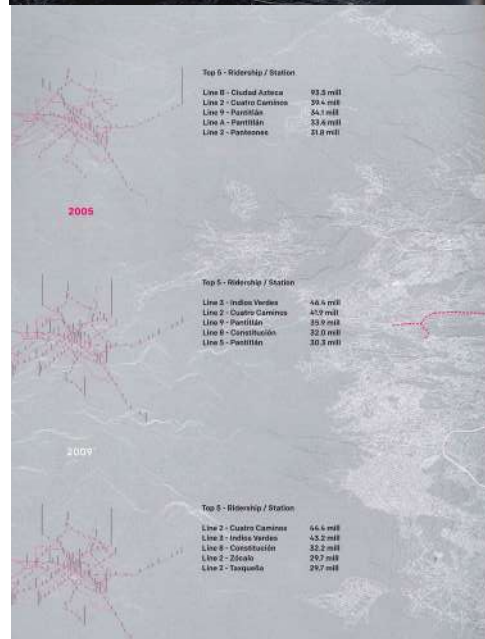 Top 5 - Ridership / Station
Line B - Ciudad Azteca 93.5 mill
Line 2 - Cuatro Caminos 39.4 mill
Line 9 - Pantitlán 34.1 mill
Line A - Pantitlán 33.6 mill
Line 2 - Panteones 31.8 mill
2005
Top 5 - Ridership / Station
Line 3 - Indios Verdes 46.4 mill
Line 2 - Cuatro Caminos 41.9 mill
Line 9 - Pantitlán 35.9 mill
Line 8 - Constitución 32.0 mill
Line 5 - Pantitlán 30.3 mill
2009
Top 5 - Ridership / Station
Line 2 - Cuatro Caminos 44.4 mill
Line 3 - Indios Verdes 43.2 mill
Line 8 - Constitución 32.2 mill
Line 2 - Zócalo 29.7 mill
Line 2 - Tasqueña 29.7 mill